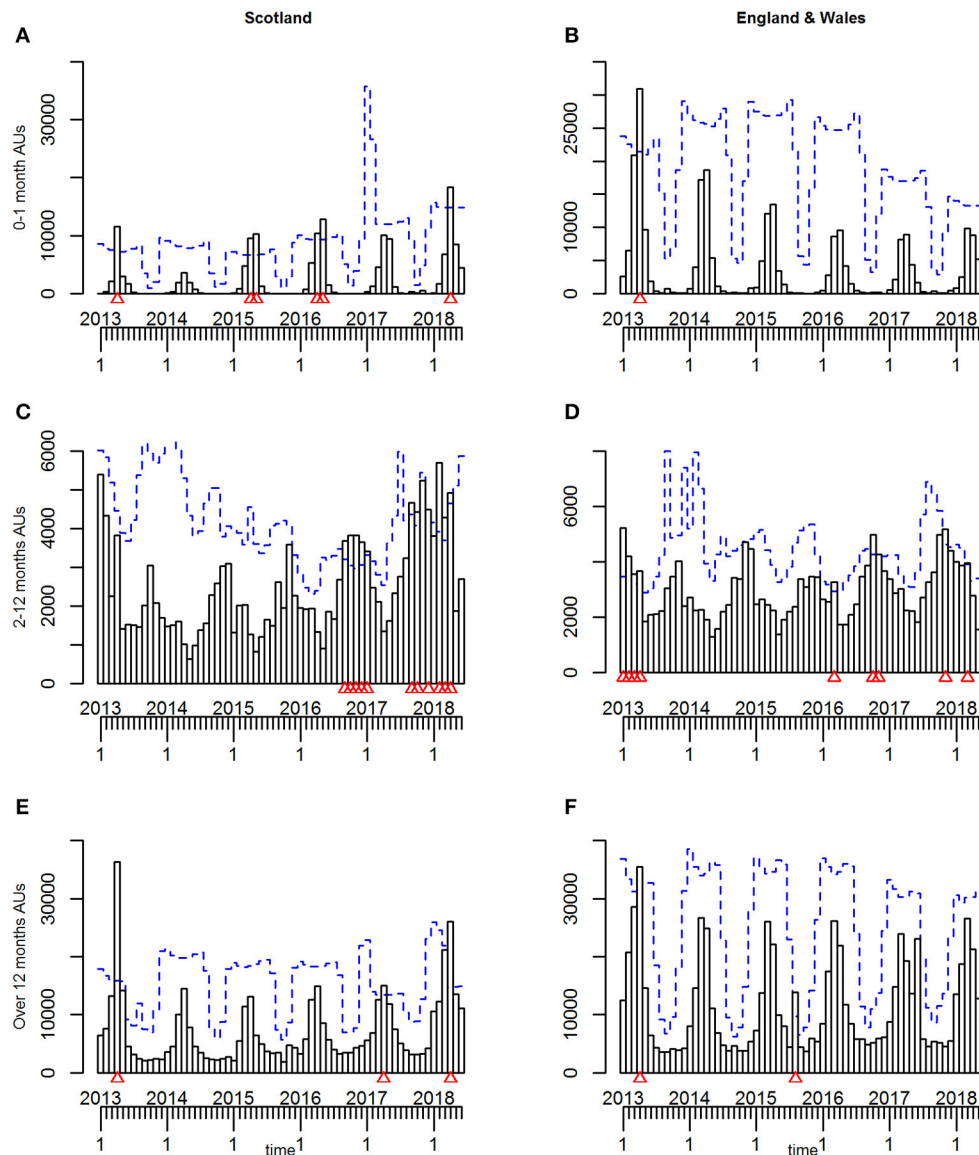 Scotland
England & Wales
A
B
0-1 month AUs
0 10000 30000
0 5000 15000 25000
2013 2014 2015 2016 2017 2018
1 1 1 1 1 1
2013 2014 2015 2016 2017 2018
1 1 1 1 1 1
C
D
2-12 months AUs
0 2000 4000 6000
0 2000 4000 6000
2013 2014 2015 2016 2017 2018
1 1 1 1 1 1
2013 2014 2015 2016 2017 2018
1 1 1 1 1 1
E
F
Over 12 months AUs
0 10000 30000
0 10000 30000
2013 2014 2015 2016 2017 2018
1 1 1 1 1 1
time
2013 2014 2015 2016 2017 2018
1 1 1 1 1 1
time